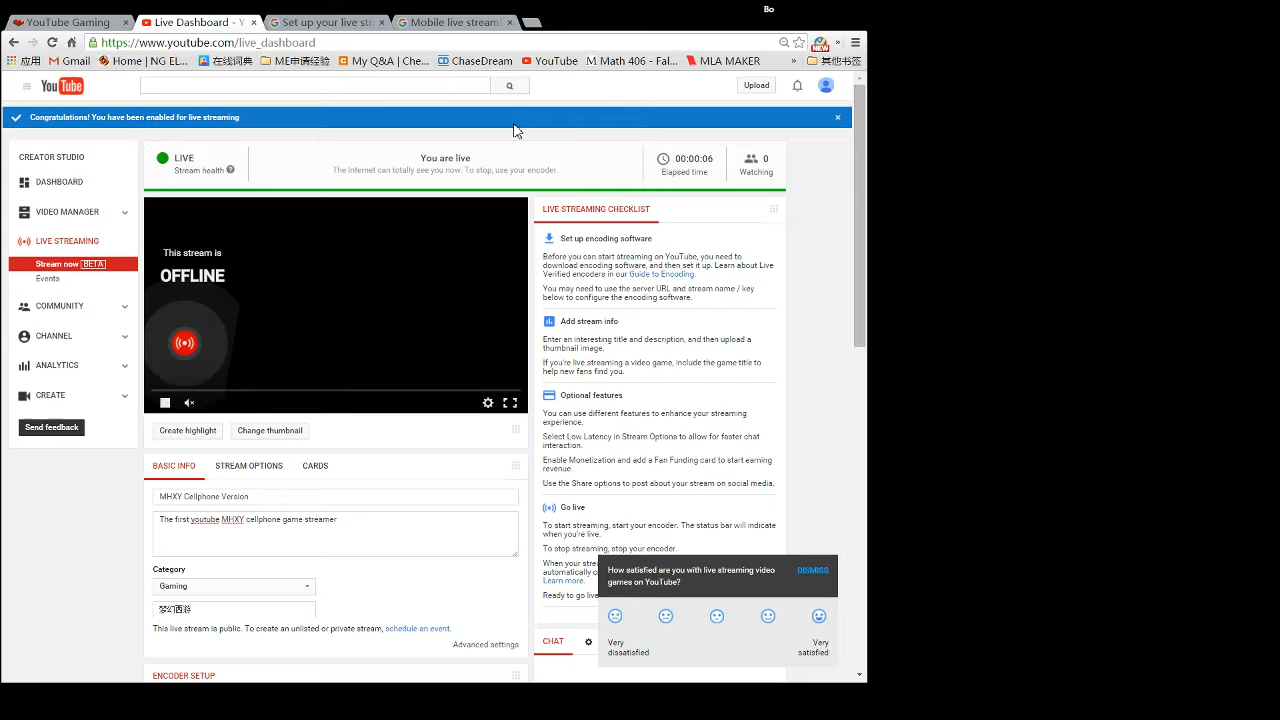 Bo
YouTube Gaming
Live Dashboard - Y
Set up your live str
Mobile live streami
https://www.youtube.com/live_dashboard
NEW
应用
Gmail
Home | NG EL...
在线词典
ME申请经验
My Q&A | Che...
ChaseDream
YouTube
Math 406 - Fal...
MLA MAKER
»
其他书签
YouTube
Upload
Congratulations! You have been enabled for live streaming
CREATOR STUDIO
DASHBOARD
VIDEO MANAGER
LIVE STREAMING
Stream now BETA
Events
COMMUNITY
CHANNEL
ANALYTICS
CREATE
Send feedback
LIVE
Stream health
You are live
The Internet can totally see you now. To stop, use your encoder.
00:00:06
Elapsed time
0
Watching
This stream is
OFFLINE
Create highlight
Change thumbnail
BASIC INFO
STREAM OPTIONS
CARDS
MHXY Cellphone Version
The first youtube MHXY cellphone game streamer
Category
Gaming
梦幻西游
This live stream is public. To create an unlisted or private stream, schedule an event.
Advanced settings
ENCODER SETUP
LIVE STREAMING CHECKLIST
Set up encoding software
Before you can start streaming on YouTube, you need to
download encoding software, and then set it up. Learn about Live
Verified encoders in our Guide to Encoding.
You may need to use the server URL and stream name / key
below to configure the encoding software.
Add stream info
Enter an interesting title and description, and then upload a
thumbnail image.
If you're live streaming a video game, include the game title to
help new fans find you.
Optional features
You can use different features to enhance your streaming
experience.
Select Low Latency in Stream Options to allow for faster chat
interaction.
Enable Monetization and add a Fan Funding card to start earning
revenue.
Use the Share options to post about your stream on social media.
Go live
To start streaming, start your encoder. The status bar will indicate
when you're live.
To stop streaming, stop your encoder.
When your
automatically
Learn more.
Ready to go live
How satisfied are you with live streaming video
games on YouTube?
DISMISS
Very
dissatisfied
Very
satisfied
CHAT